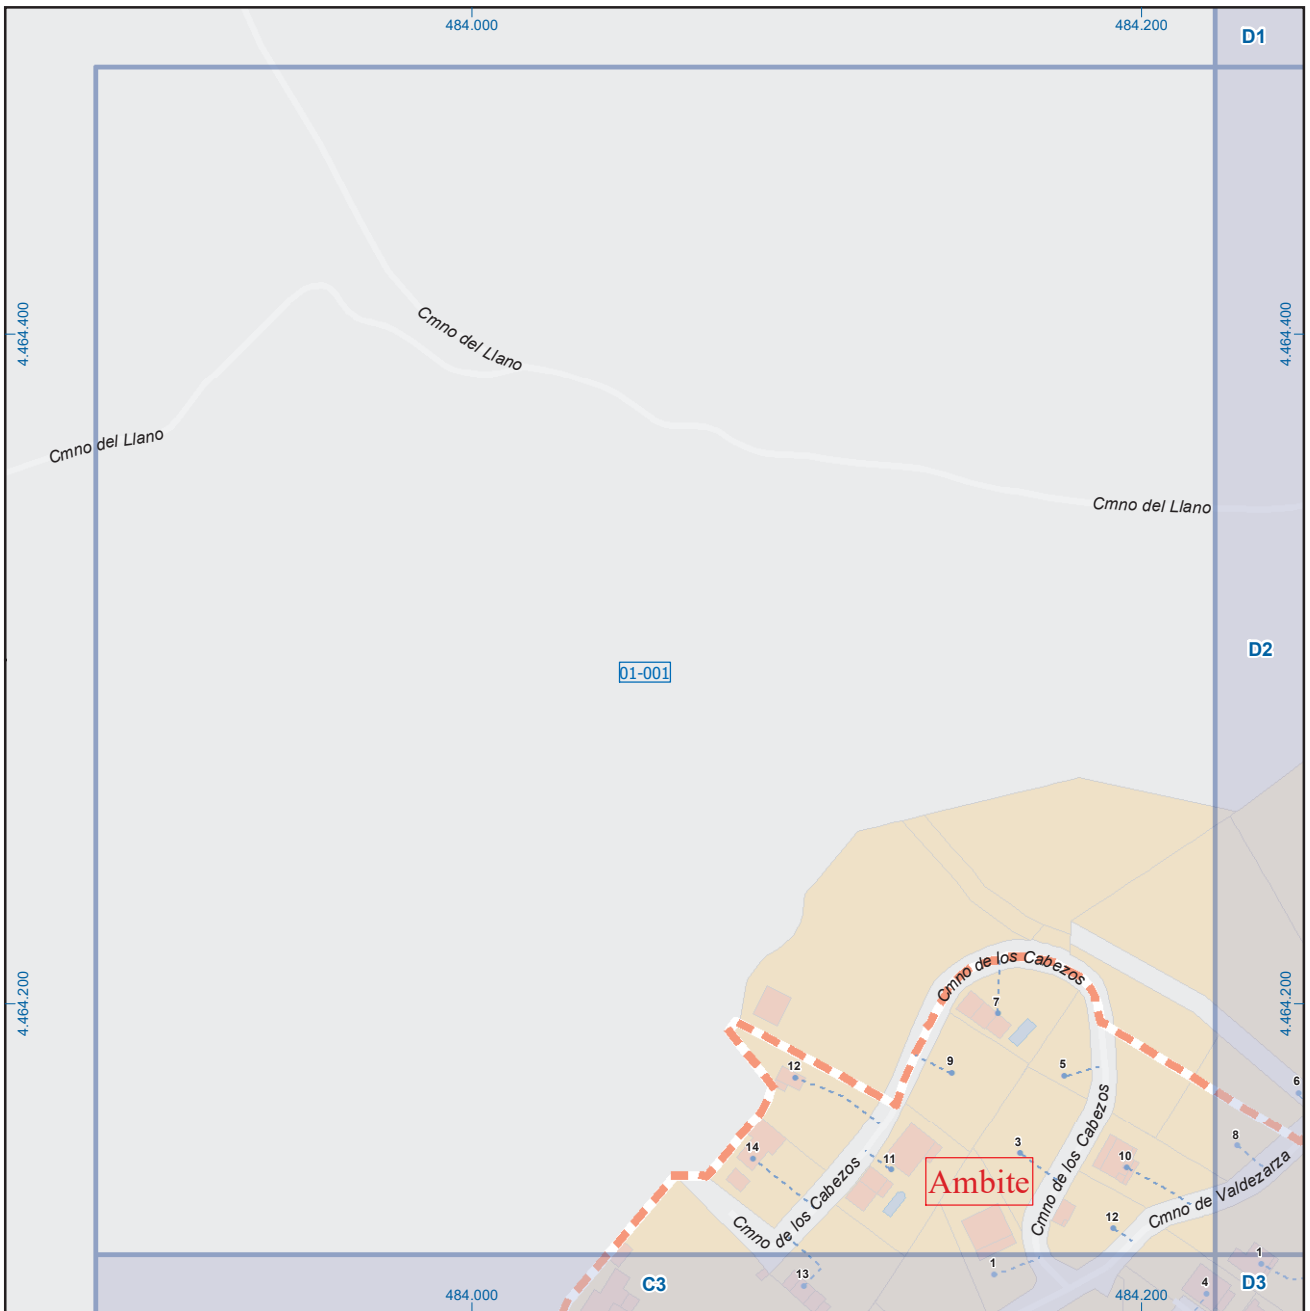 484.000
484.200
D1
4.464.400
4.464.400
Cmno del Llano
Cmno del Llano
Cmno del Llano
D2
01-001
Cmno de los Cabezos
4.464.200
4.464.200
7
9
5
12
6
14
11
3
10
8
Ambite
Cmno de los Cabezos
Cmno de los Cabezos
Cmno de Valdezarza
12
13
1
1
4
C3
D3
484.000
484.200